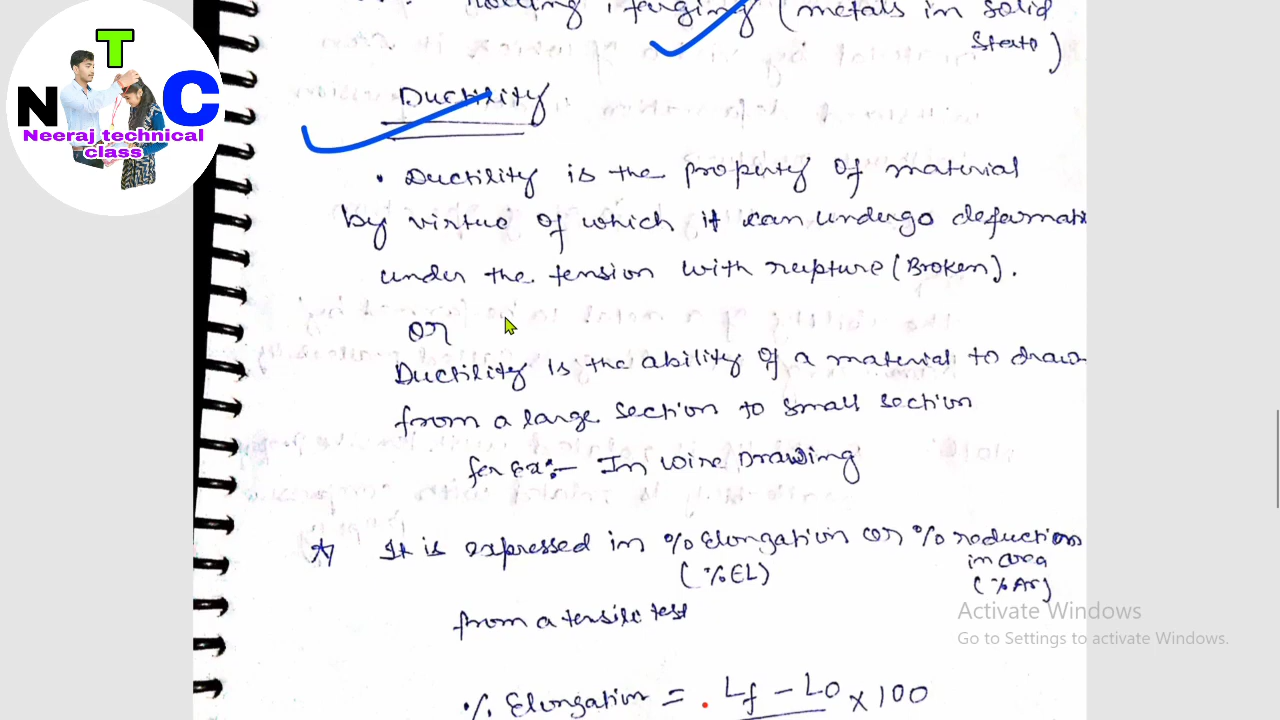 Rolling, forging (metals in solid
state)
N T C
Neeraj technical
class
Ductility
• Ductility is the property of material
by virtue of which it can undergo deformati
under the tension with rupture (Broken).
or
Ductility is the ability of a material to draw
from a large section to small section
for Ex:- In wire Drawing
☆ It is expressed in % Elongation or % reduction
in area
(%EL) (%Ar)
from a tensile test
Activate Windows
Go to Settings to activate Windows.
% Elongation = Lf - Lo x 100